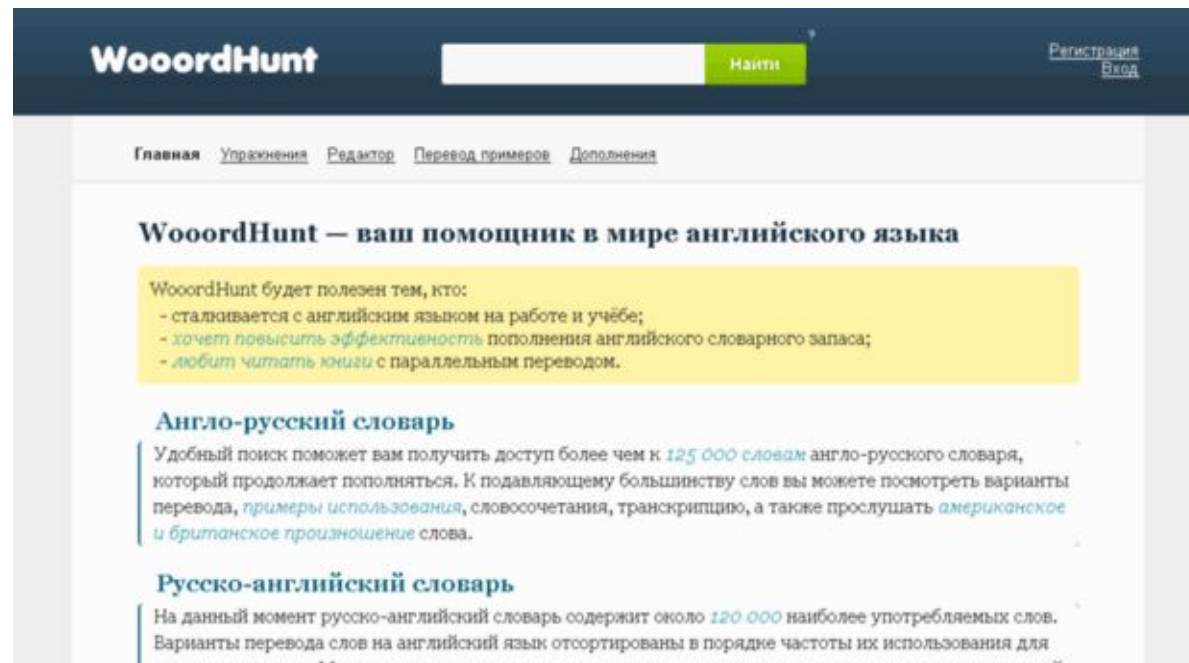 WooordHunt
Найти
Регистрация
Вход
Главная Упражнения Редактор Перевод примеров Дополнения
WooordHunt — ваш помощник в мире английского языка
WooordHunt будет полезен тем, кто:
- сталкивается с английским языком на работе и учёбе;
- хочет повысить эффективность пополнения английского словарного запаса;
- любит читать книги с параллельным переводом.
Англо-русский словарь
Удобный поиск поможет вам получить доступ более чем к 125 000 словам англо-русского словаря,
который продолжает пополняться. К подавляющему большинству слов вы можете посмотреть варианты
перевода, примеры использования, словосочетания, транскрипцию, а также прослушать американское
и британское произношение слова.
Русско-английский словарь
На данный момент русско-английский словарь содержит около 120 000 наиболее употребляемых слов.
Варианты перевода слов на английский язык отсортированы в порядке частоты их использования для